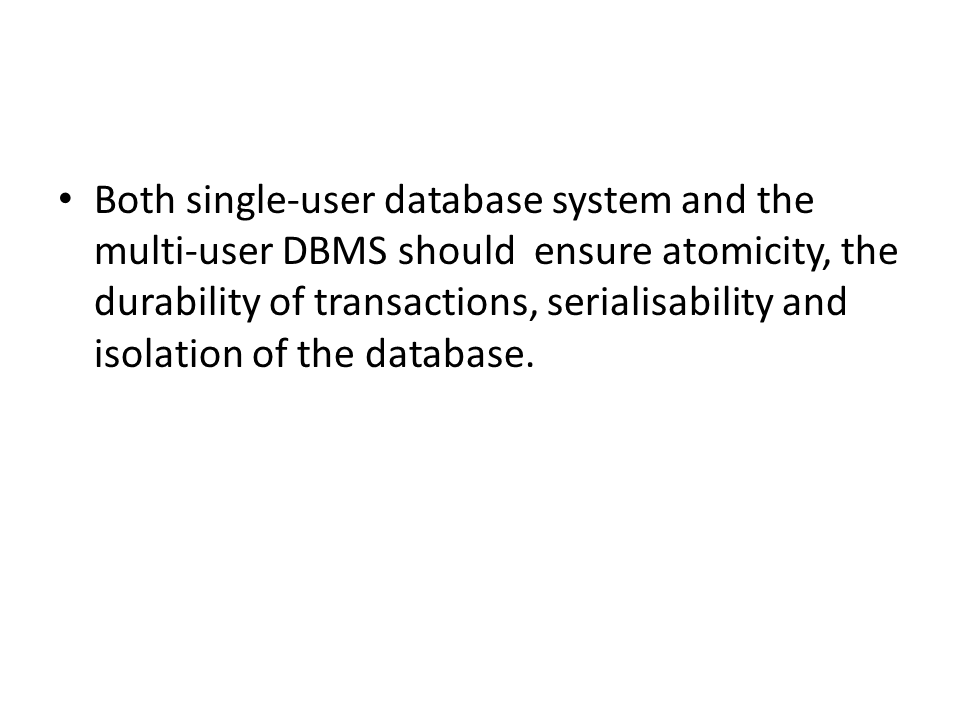 • Both single-user database system and the
multi-user DBMS should  ensure atomicity, the
durability of transactions, serialisability and
isolation of the database.